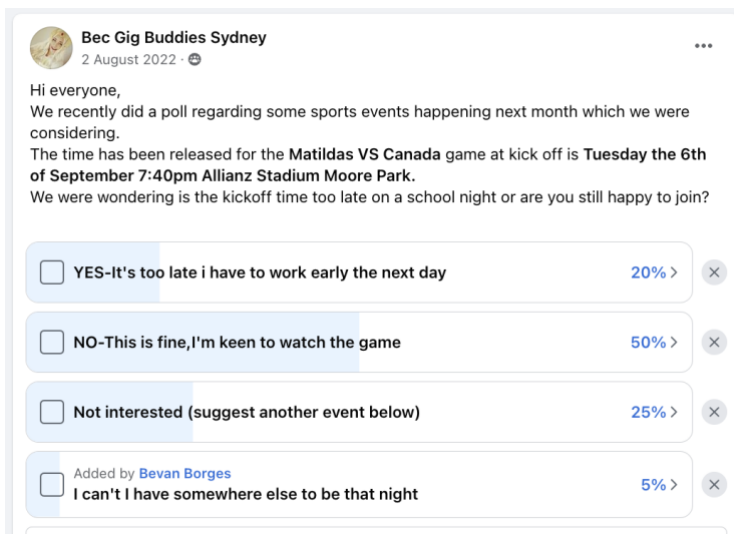 Bec Gig Buddies Sydney
2 August 2022 ·
Hi everyone,
We recently did a poll regarding some sports events happening next month which we were
considering.
The time has been released for the Matildas VS Canada game at kick off is Tuesday the 6th
of September 7:40pm Allianz Stadium Moore Park.
We were wondering is the kickoff time too late on a school night or are you still happy to join?
YES-It's too late i have to work early the next day 20%
NO-This is fine,I'm keen to watch the game 50%
Not interested (suggest another event below) 25%
Added by Bevan Borges
I can't I have somewhere else to be that night 5%